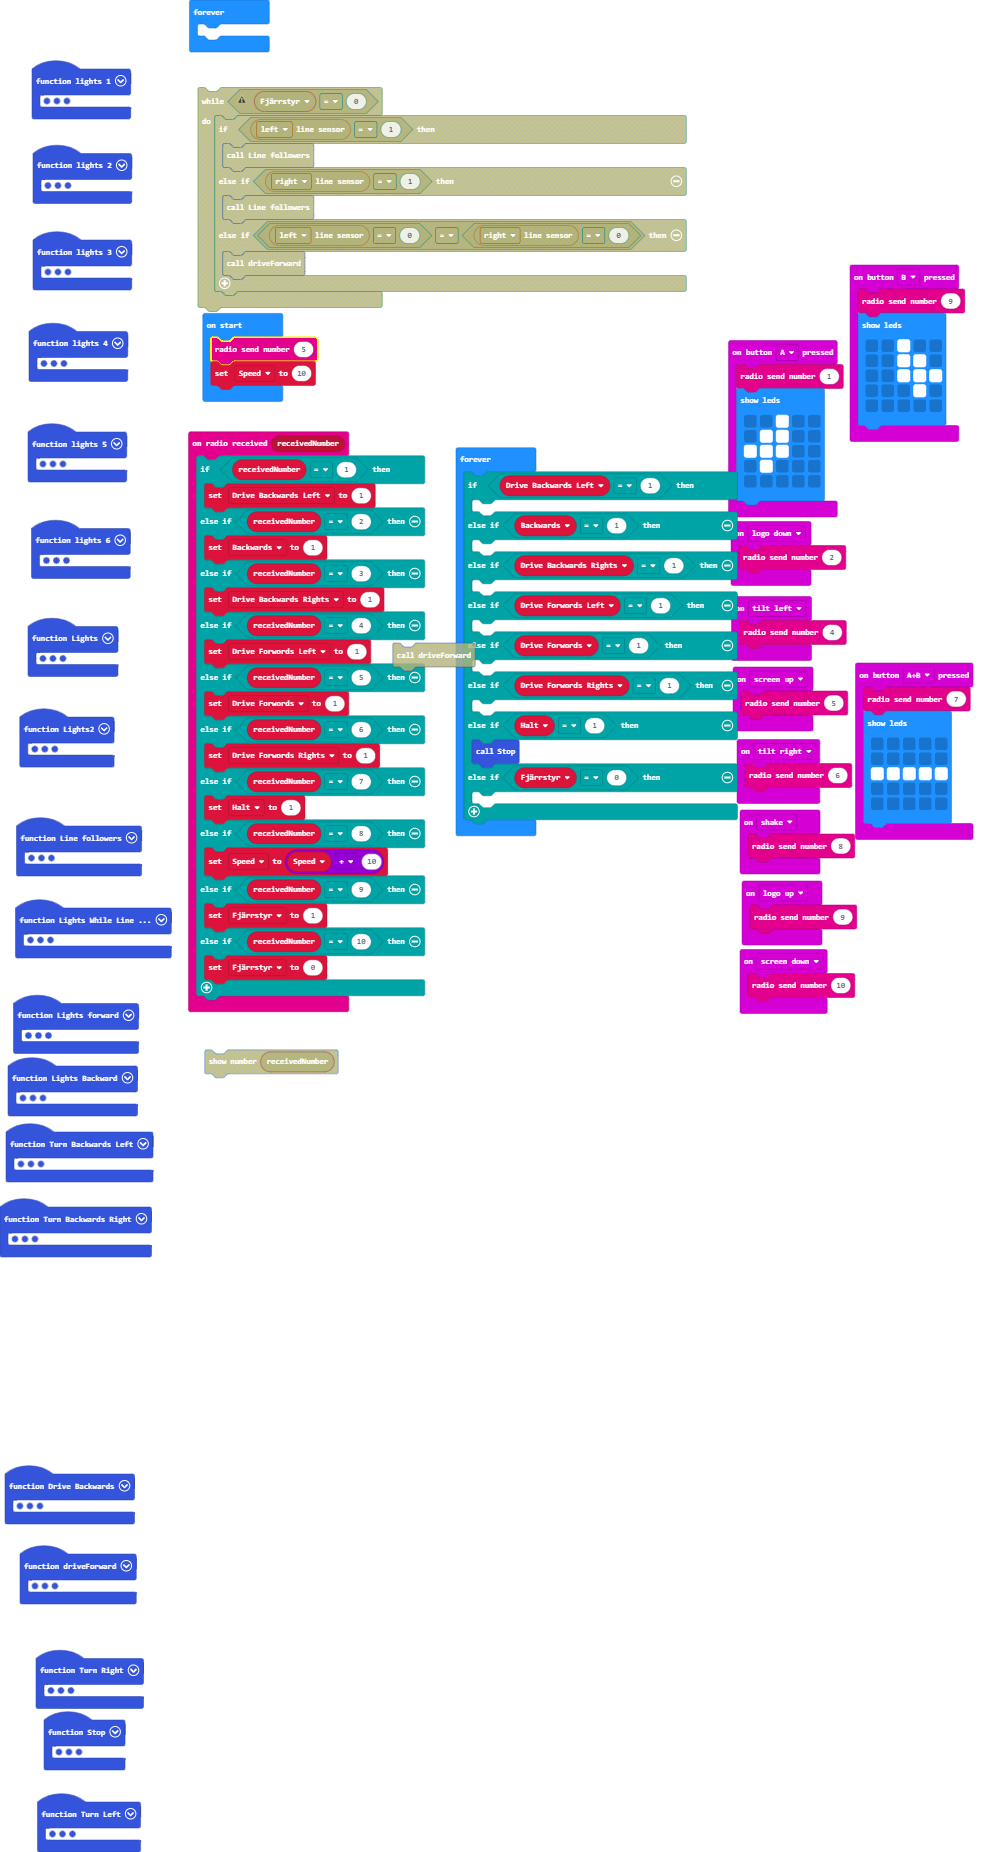 forever
function lights 1
function lights 2
function lights 3
function lights 4
function lights 5
function lights 6
function Lights
function Lights2
function Line followers
function Lights While Line ...
function Lights forward
function Lights Backward
function Turn Backwards Left
function Turn Backwards Right
function Drive Backwards
function driveForward
function Turn Right
function Stop
function Turn Left
while Fjärrstyr = 0
do
if left line sensor = 1 then
call Line followers
else if right line sensor = 1 then
call Line followers
else if left line sensor = 0 = right line sensor = 0 then
call driveForward
on start
radio send number 5
set Speed to 10
on radio received receivedNumber
if receivedNumber = 1 then
set Drive Backwards Left to 1
else if receivedNumber = 2 then
set Backwards to 1
else if receivedNumber = 3 then
set Drive Backwards Rights to 1
else if receivedNumber = 4 then
set Drive Forwords Left to 1
else if receivedNumber = 5 then
set Drive Forwords to 1
else if receivedNumber = 6 then
set Drive Forwords Rights to 1
else if receivedNumber = 7 then
set Halt to 1
else if receivedNumber = 8 then
set Speed to Speed ÷ 10
else if receivedNumber = 9 then
set Fjärrstyr to 1
else if receivedNumber = 10 then
set Fjärrstyr to 0
show number receivedNumber
call driveForward
forever
if Drive Backwards Left = 1 then
else if Backwards = 1 then
else if Drive Backwards Rights = 1 then
else if Drive Forwords Left = 1 then
else if Drive Forwords = 1 then
else if Drive Forwords Rights = 1 then
else if Halt = 1 then
call Stop
else if Fjärrstyr = 0 then
on button B pressed
radio send number 9
show leds
on button A pressed
radio send number 1
show leds
on logo down
radio send number 2
on tilt left
radio send number 4
on screen up
radio send number 5
on tilt right
radio send number 6
on shake
radio send number 8
on logo up
radio send number 9
on screen down
radio send number 10
on button A+B pressed
radio send number 7
show leds